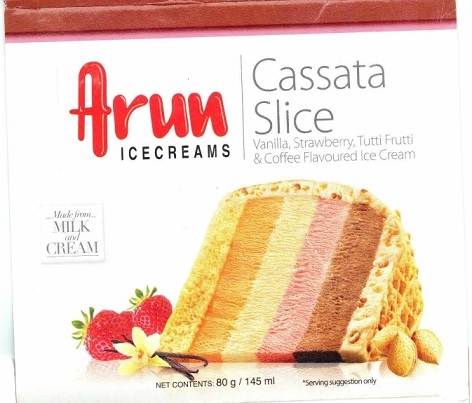 Arun
ICECREAMS
Cassata
Slice
Vanilla, Strawberry, Tutti Frutti
& Coffee Flavoured Ice Cream
...Made from...
MILK
and
CREAM
NET CONTENTS: 80 g / 145 ml
*Serving suggestion only